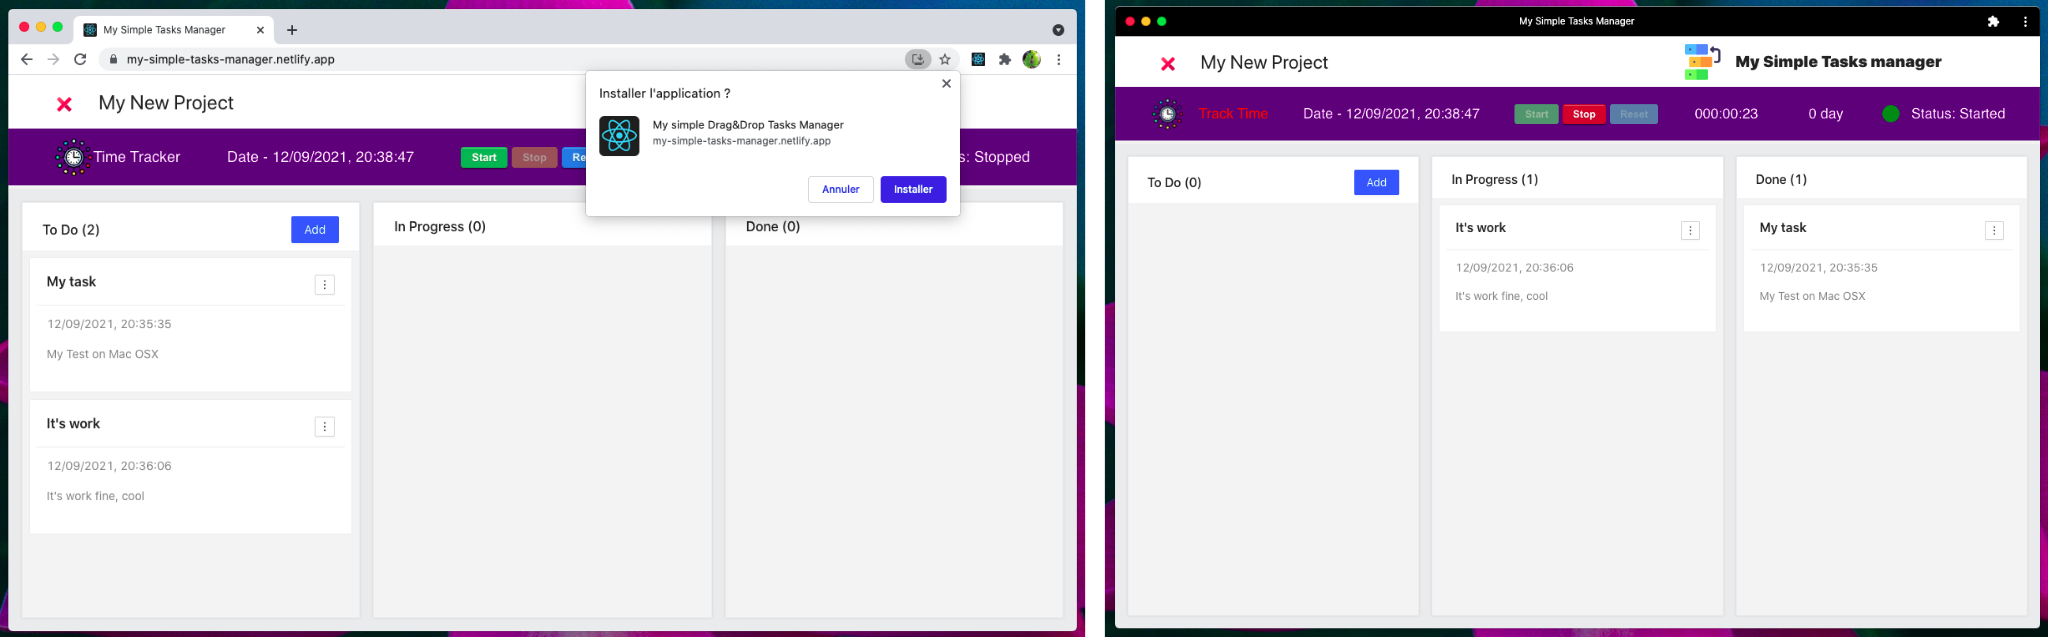 My Simple Tasks Manager
my-simple-tasks-manager.netlify.app
My New Project
Installer l'application ?
My simple Drag&Drop Tasks Manager
my-simple-tasks-manager.netlify.app
Annuler
Installer
Time Tracker
Date - 12/09/2021, 20:38:47
Start
Stop
Re
s: Stopped
To Do (2)
Add
In Progress (0)
Done (0)
My task
12/09/2021, 20:35:35
My Test on Mac OSX
It's work
12/09/2021, 20:36:06
It's work fine, cool
My Simple Tasks Manager
My New Project
My Simple Tasks manager
Track Time
Date - 12/09/2021, 20:38:47
Start
Stop
Reset
000:00:23
0 day
Status: Started
To Do (0)
Add
In Progress (1)
Done (1)
It's work
12/09/2021, 20:36:06
It's work fine, cool
My task
12/09/2021, 20:35:35
My Test on Mac OSX